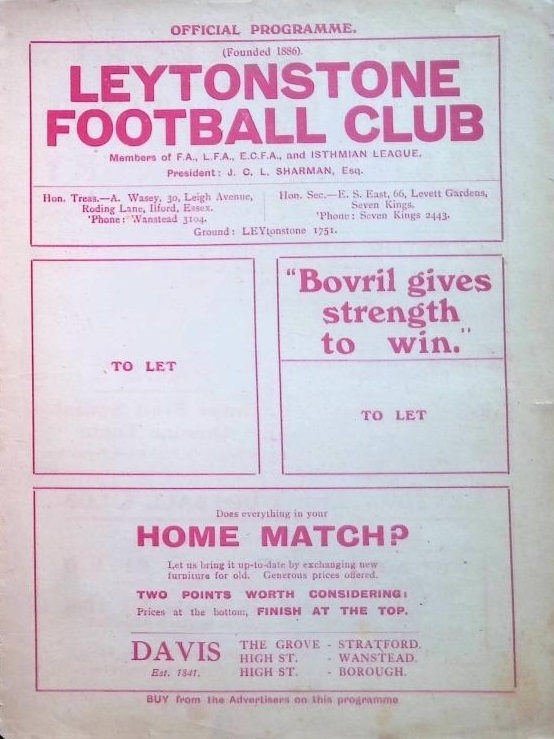 OFFICIAL PROGRAMME.
(Founded 1886).
LEYTONSTONE
FOOTBALL CLUB
Members of F.A., L.F.A., E.C.F.A., and ISTHMIAN LEAGUE.
President: J. C. L. SHARMAN, Esq.
Hon. Treas.—A. Wasey, 30, Leigh Avenue,
Roding Lane, Ilford, Essex.
'Phone: Wanstead 3104.
Hon. Sec.—E. S. East, 66, Levett Gardens,
Seven Kings.
'Phone: Seven Kings 2443.
Ground: LEYtonstone 1751.
TO LET
"Bovril gives
strength
to win."
TO LET
Does everything in your
HOME MATCH?
Let us bring it up-to-date by exchanging new
furniture for old. Generous prices offered.
TWO POINTS WORTH CONSIDERING:
Prices at the bottom, FINISH AT THE TOP.
DAVIS
Est. 1841.
THE GROVE - STRATFORD.
HIGH ST. - WANSTEAD.
HIGH ST. - BOROUGH.
BUY from the Advertisers on this programme